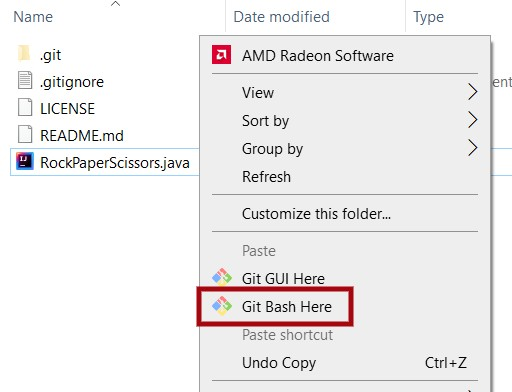 Name
Date modified
Type
.git
.gitignore
LICENSE
README.md
RockPaperScissors.java
AMD Radeon Software
View
Sort by
Group by
Refresh
Customize this folder...
Paste
Git GUI Here
Git Bash Here
Paste shortcut
Undo Copy Ctrl+Z